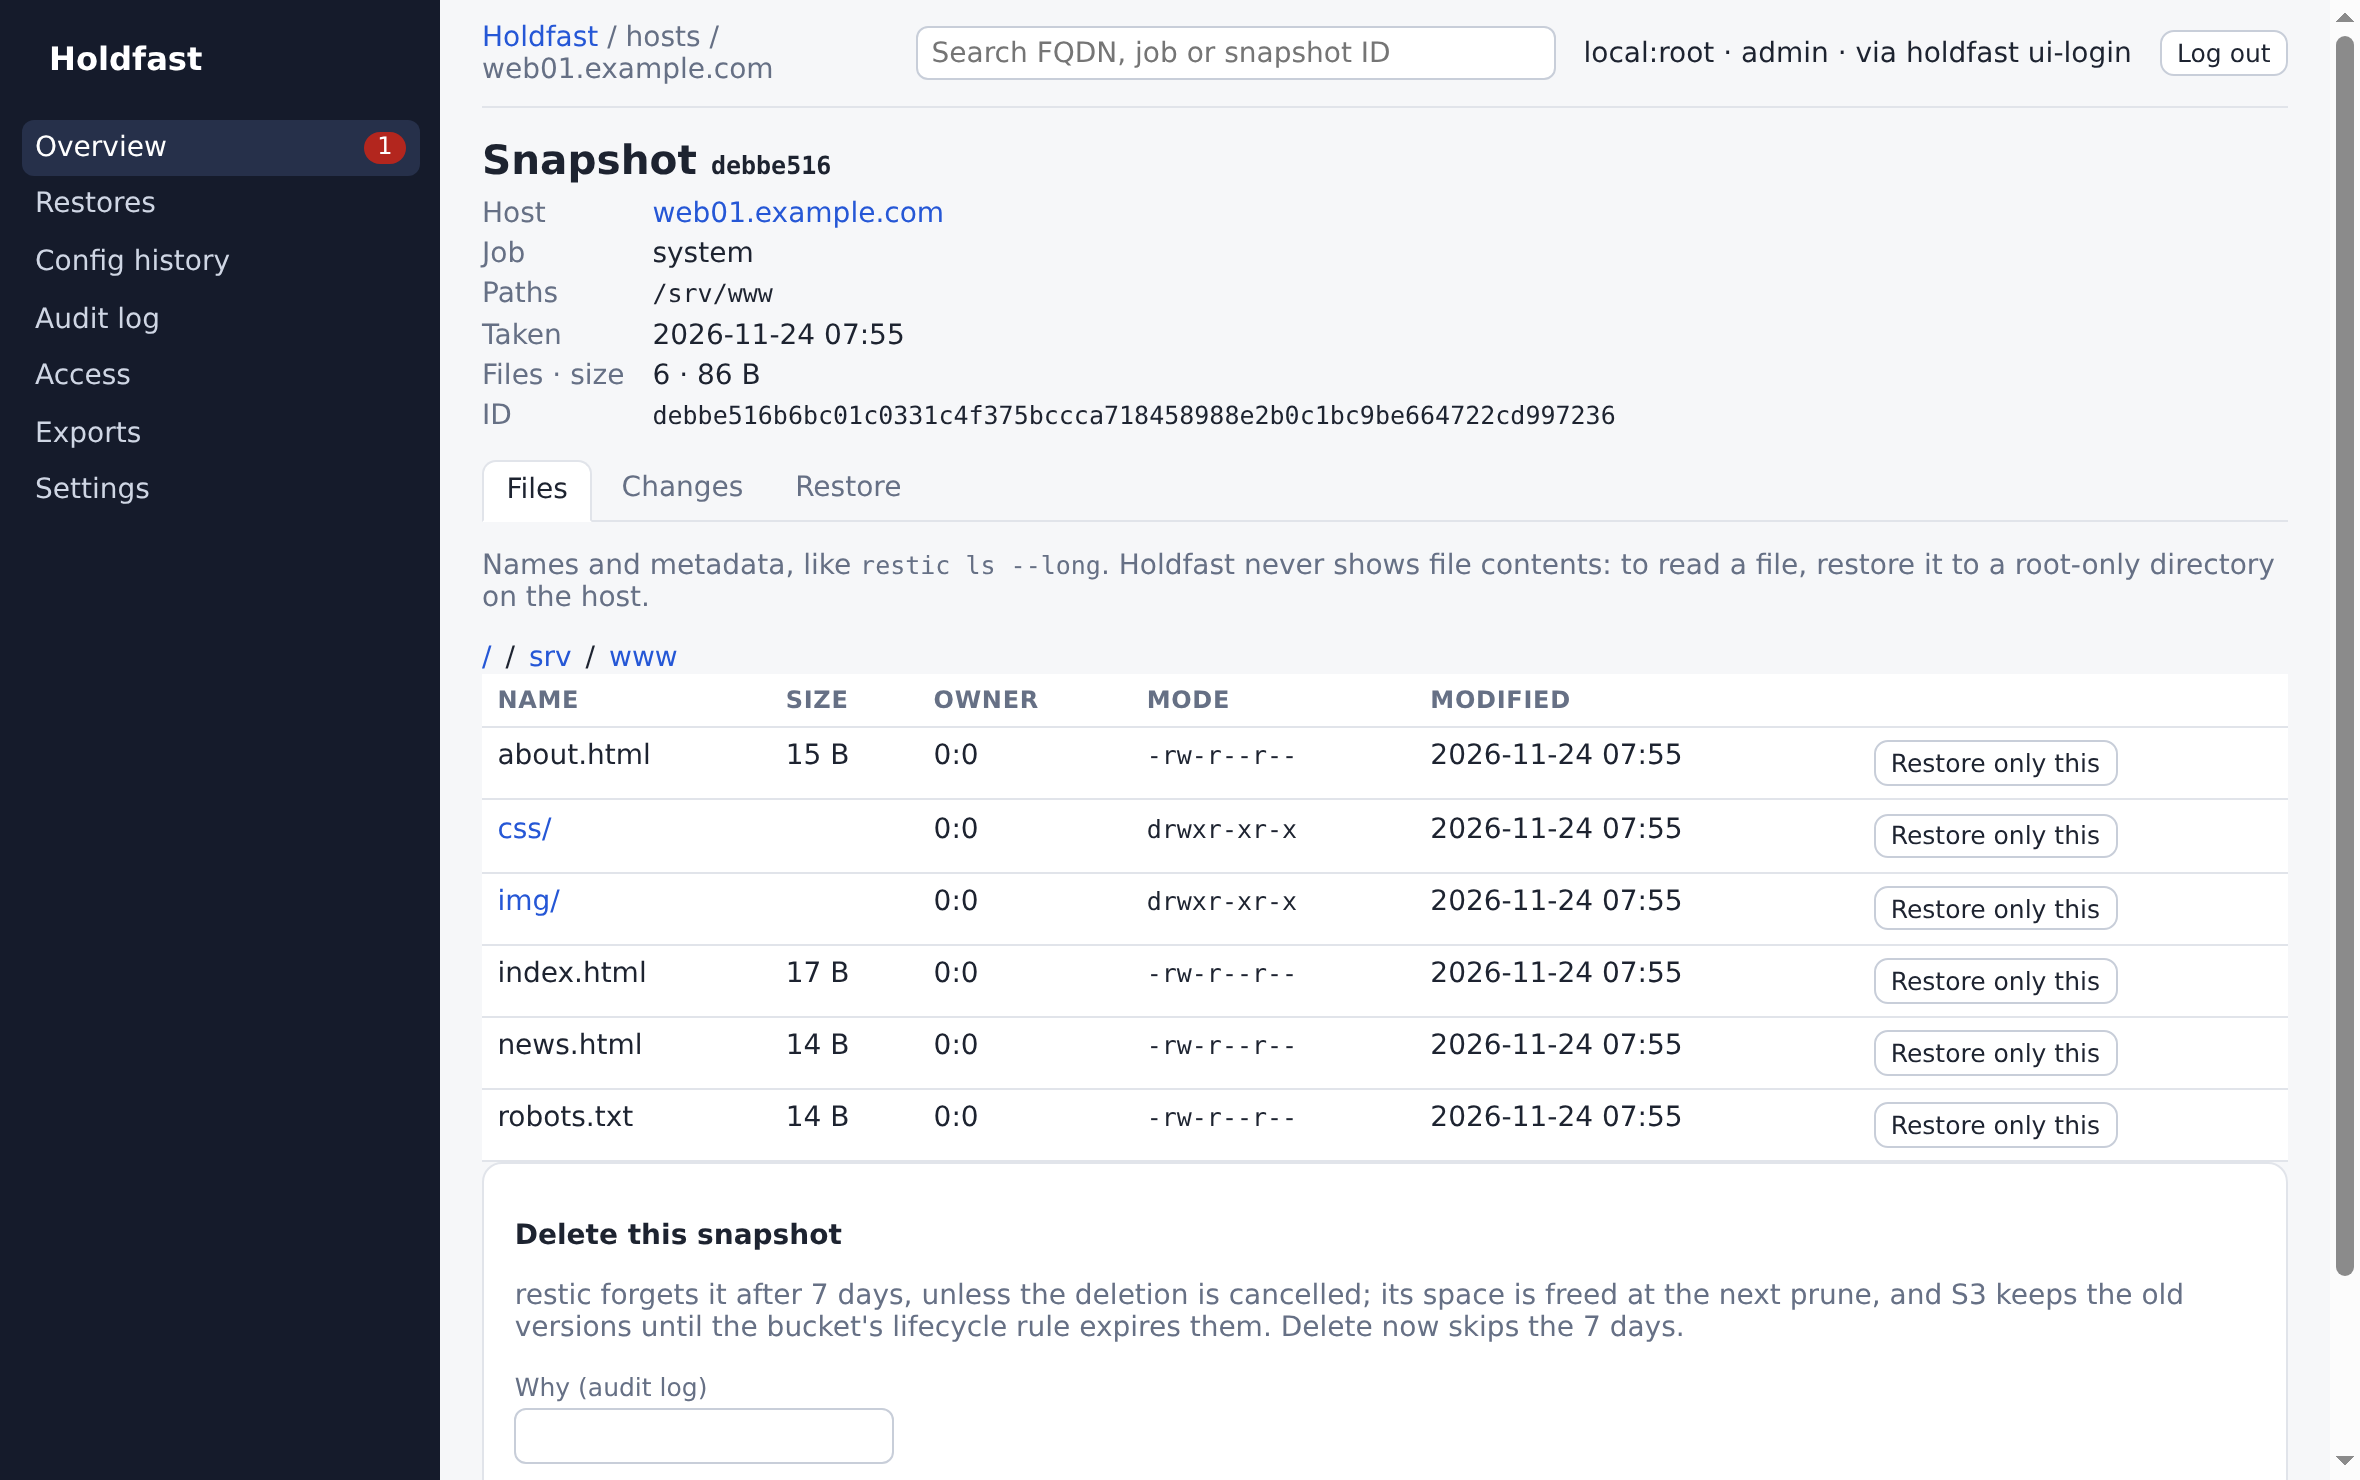 Holdfast
Overview 1
Restores
Config history
Audit log
Access
Exports
Settings
Holdfast / hosts /
web01.example.com
Search FQDN, job or snapshot ID
local:root · admin · via holdfast ui-login
Log out
Snapshot debbe516
Host web01.example.com
Job system
Paths /srv/www
Taken 2026-11-24 07:55
Files · size 6 · 86 B
ID debbe516b6bc01c0331c4f375bccca718458988e2b0c1bc9be664722cd997236
Files Changes Restore
Names and metadata, like restic ls --long. Holdfast never shows file contents: to read a file, restore it to a root-only directory
on the host.
/ / srv / www
NAME SIZE OWNER MODE MODIFIED
about.html 15 B 0:0 -rw-r--r-- 2026-11-24 07:55 Restore only this
css/ 0:0 drwxr-xr-x 2026-11-24 07:55 Restore only this
img/ 0:0 drwxr-xr-x 2026-11-24 07:55 Restore only this
index.html 17 B 0:0 -rw-r--r-- 2026-11-24 07:55 Restore only this
news.html 14 B 0:0 -rw-r--r-- 2026-11-24 07:55 Restore only this
robots.txt 14 B 0:0 -rw-r--r-- 2026-11-24 07:55 Restore only this
Delete this snapshot
restic forgets it after 7 days, unless the deletion is cancelled; its space is freed at the next prune, and S3 keeps the old
versions until the bucket's lifecycle rule expires them. Delete now skips the 7 days.
Why (audit log)